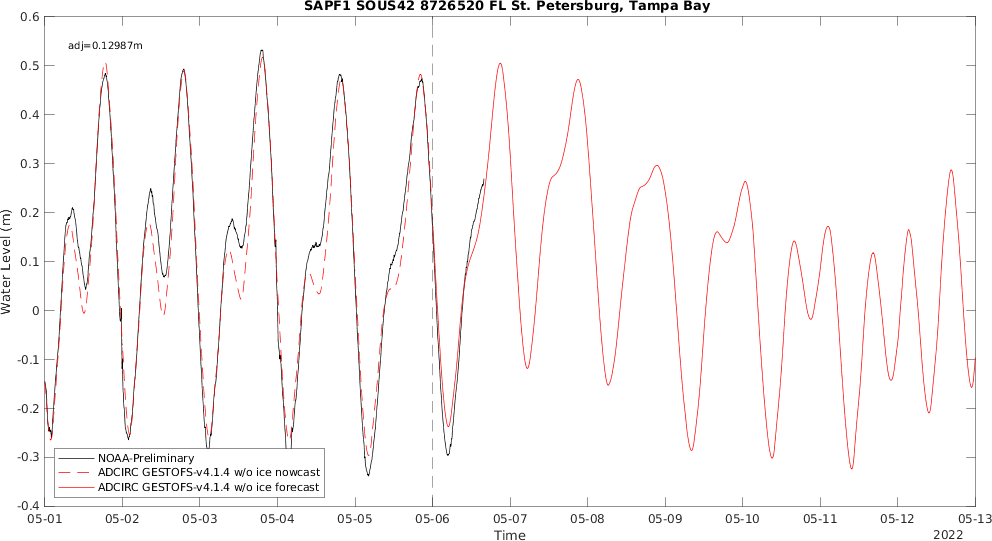 SAPF1 SOUS42 8726520 FL St. Petersburg, Tampa Bay
adj=0.12987m
0.6
0.5
0.4
0.3
0.2
0.1
0
-0.1
-0.2
-0.3
-0.4
Water Level (m)
NOAA-Preliminary
ADCIRC GESTOFS-v4.1.4 w/o ice nowcast
ADCIRC GESTOFS-v4.1.4 w/o ice forecast
05-01 05-02 05-03 05-04 05-05 05-06 05-07 05-08 05-09 05-10 05-11 05-12 05-13
Time
2022